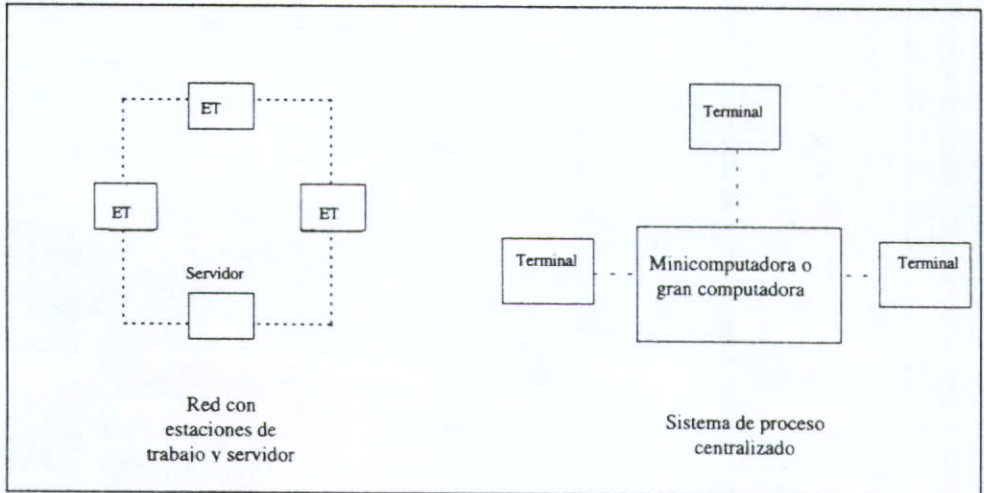 ET
ET
ET
Servidor
Red con
estaciones de
trabajo y servidor
Terminal
Terminal
Minicomputadora o
gran computadora
Terminal
Sistema de proceso
centralizado